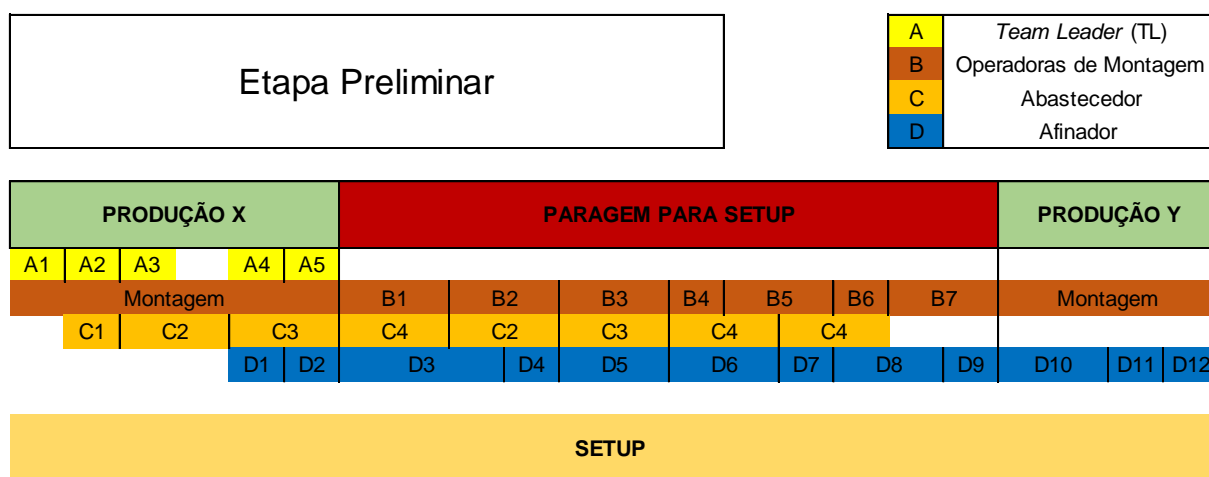 Etapa Preliminar
A Team Leader (TL)
B Operadoras de Montagem
C Abastecedor
D Afinador
PRODUÇÃO X PARAGEM PARA SETUP PRODUÇÃO Y
A1 A2 A3 A4 A5
Montagem B1 B2 B3 B4 B5 B6 B7 Montagem
C1 C2 C3 C4 C2 C3 C4 C4
D1 D2 D3 D4 D5 D6 D7 D8 D9 D10 D11 D12
SETUP